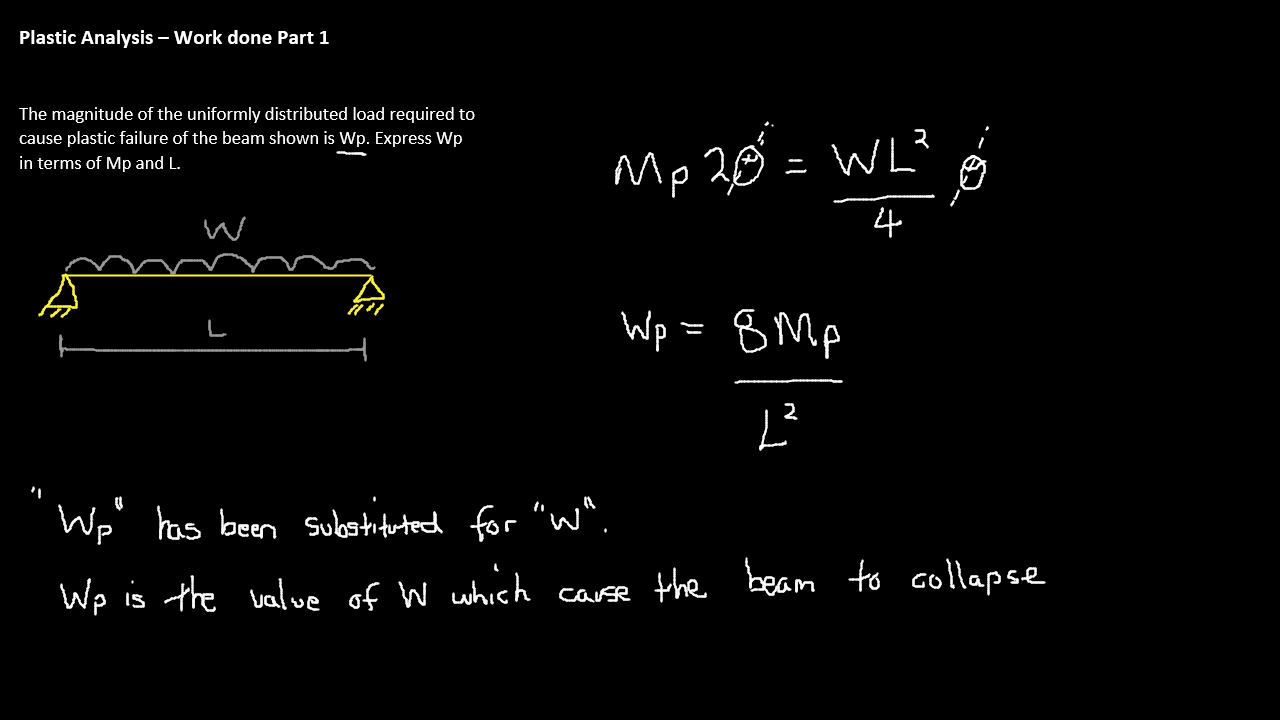 Plastic Analysis – Work done Part 1
The magnitude of the uniformly distributed load required to
cause plastic failure of the beam shown is Wp. Express Wp
in terms of Mp and L.
W
L
Mp 2θ = WL² / 4 θ
Wp = 8Mp / L²
"Wp" has been substituted for "W".
Wp is the value of W which cause the beam to collapse